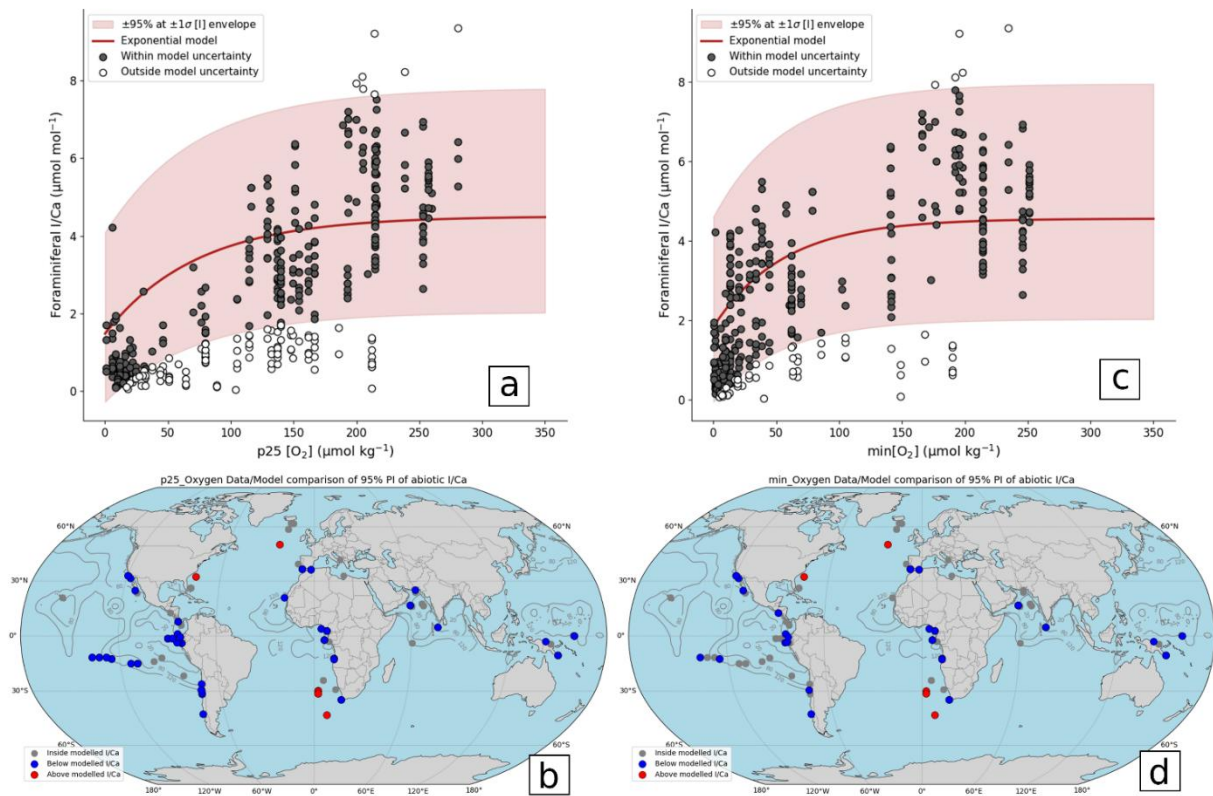 ±95% at ±1σ [I] envelope
Exponential model
Within model uncertainty
Outside model uncertainty
Foraminiferal I/Ca (μmol mol⁻¹)
8
6
4
2
0
0 50 100 150 200 250 300 350
p25 [O₂] (μmol kg⁻¹)
a
±95% at ±1σ [I] envelope
Exponential model
Within model uncertainty
Outside model uncertainty
Foraminiferal I/Ca (μmol mol⁻¹)
8
6
4
2
0
0 50 100 150 200 250 300 350
min[O₂] (μmol kg⁻¹)
c
p25_Oxygen Data/Model comparison of 95% PI of abiotic I/Ca
60°N 60°N
30°N 30°N
0° 0°
30°S 30°S
60°S 60°S
180° 120°W 60°W 0° 60°E 120°E 180°
Inside modelled I/Ca
Below modelled I/Ca
Above modelled I/Ca
b
min_Oxygen Data/Model comparison of 95% PI of abiotic I/Ca
60°N 60°N
30°N 30°N
0° 0°
30°S 30°S
60°S 60°S
180° 120°W 60°W 0° 60°E 120°E 180°
Inside modelled I/Ca
Below modelled I/Ca
Above modelled I/Ca
d